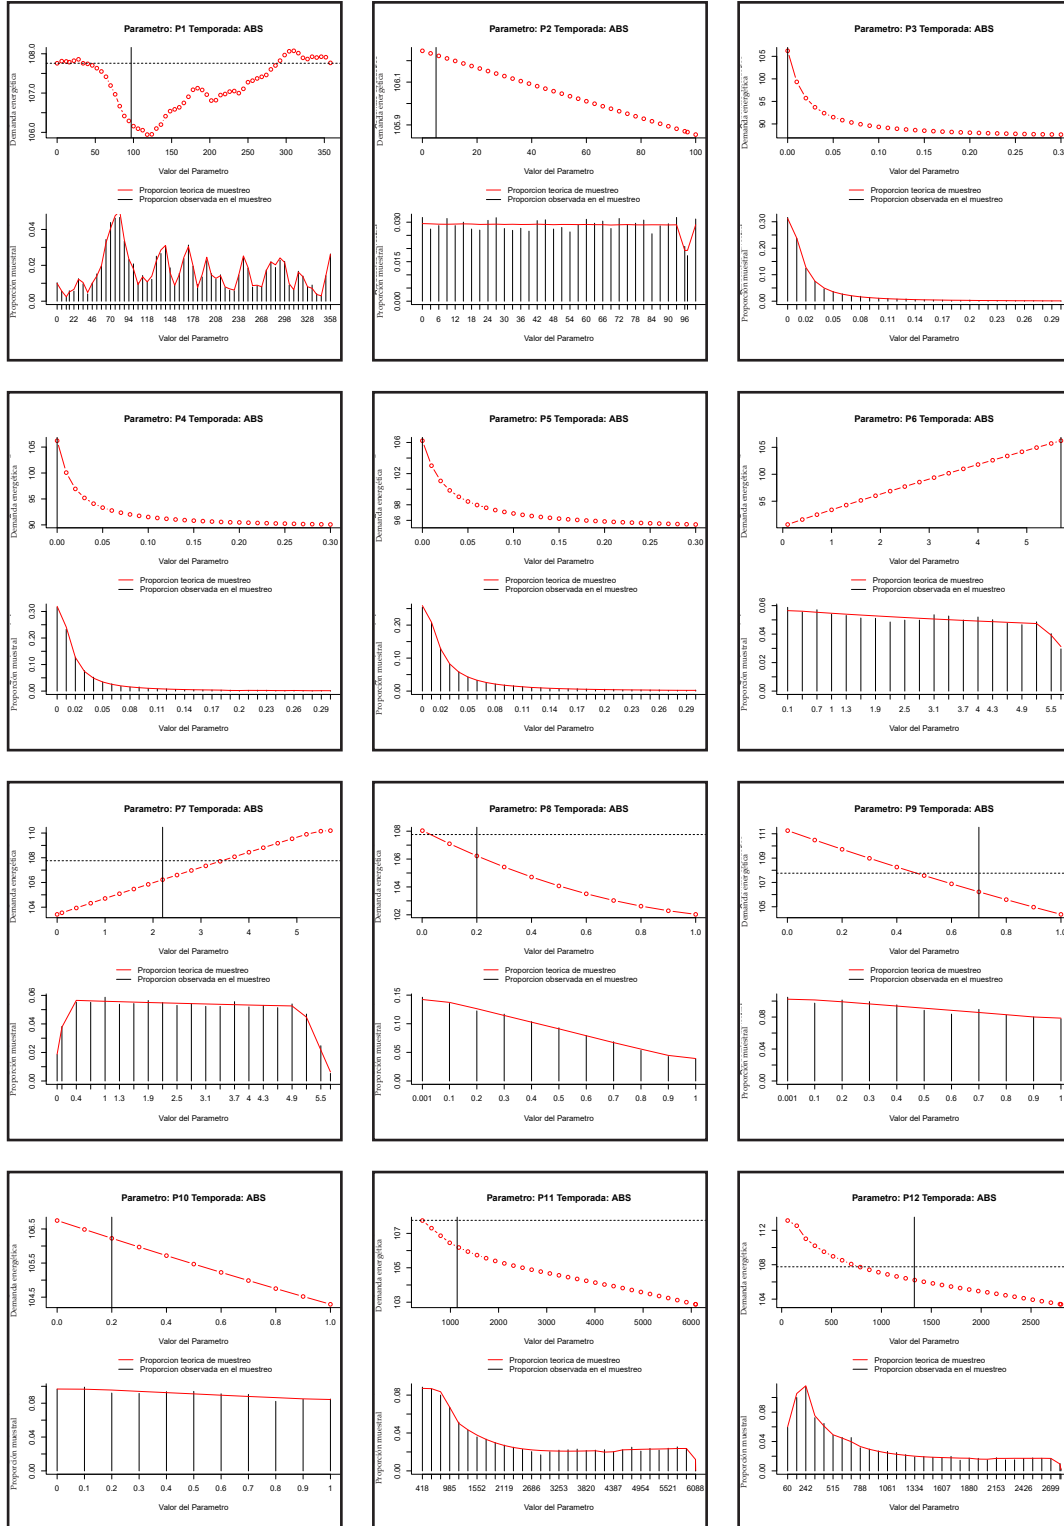 Parametro: P1 Temporada: ABS
Demanda energética
106.0 107.0 108.0
0 50 100 150 200 250 300 350
Valor del Parametro
Proporcion teorica de muestreo
Proporcion observada en el muestreo
Proporción muestral
0.00 0.02 0.04
0 22 46 70 94 118 148 178 208 238 268 298 328 358
Valor del Parametro
Parametro: P2 Temporada: ABS
105.9 106.1
0 20 40 60 80 100
Valor del Parametro
Proporcion teorica de muestreo
Proporcion observada en el muestreo
0.000 0.015 0.030
0 6 12 18 24 30 36 42 48 54 60 66 72 78 84 90 96
Valor del Parametro
Parametro: P3 Temporada: ABS
Demanda energética
90 95 100 105
0.00 0.05 0.10 0.15 0.20 0.25 0.3
Valor del Parametro
Proporcion teorica de muestreo
Proporcion observada en el muestreo
Proporción muestral
0.00 0.10 0.20 0.30
0 0.02 0.05 0.08 0.11 0.14 0.17 0.2 0.23 0.26 0.29
Valor del Parametro
Parametro: P4 Temporada: ABS
Demanda energética
90 95 100 105
0.00 0.05 0.10 0.15 0.20 0.25 0.30
Valor del Parametro
Proporcion teorica de muestreo
Proporcion observada en el muestreo
Proporción muestral
0.00 0.10 0.20 0.30
0 0.02 0.05 0.08 0.11 0.14 0.17 0.2 0.23 0.26 0.29
Valor del Parametro
Parametro: P5 Temporada: ABS
Demanda energética
96 98 102 106
0.00 0.05 0.10 0.15 0.20 0.25 0.30
Valor del Parametro
Proporcion teorica de muestreo
Proporcion observada en el muestreo
Proporción muestral
0.00 0.10 0.20
0 0.02 0.05 0.08 0.11 0.14 0.17 0.2 0.23 0.26 0.29
Valor del Parametro
Parametro: P6 Temporada: ABS
Demanda energética
95 100 105
0 1 2 3 4 5
Valor del Parametro
Proporcion teorica de muestreo
Proporcion observada en el muestreo
Proporción muestral
0.00 0.02 0.04 0.06
0.1 0.7 1 1.3 1.9 2.5 3.1 3.7 4 4.3 4.9 5.5
Valor del Parametro
Parametro: P7 Temporada: ABS
Demanda energética
104 106 108 110
0 1 2 3 4 5
Valor del Parametro
Proporcion teorica de muestreo
Proporcion observada en el muestreo
Proporción muestral
0.00 0.02 0.04 0.06
0 0.4 1 1.3 1.9 2.5 3.1 3.7 4 4.3 4.9 5.5
Valor del Parametro
Parametro: P8 Temporada: ABS
Demanda energética
102 104 106 108
0.0 0.2 0.4 0.6 0.8 1.0
Valor del Parametro
Proporcion teorica de muestreo
Proporcion observada en el muestreo
Proporción muestral
0.00 0.05 0.10 0.15
0.001 0.1 0.2 0.3 0.4 0.5 0.6 0.7 0.8 0.9 1
Valor del Parametro
Parametro: P9 Temporada: ABS
Demanda energética
105 107 109 111
0.0 0.2 0.4 0.6 0.8 1.0
Valor del Parametro
Proporcion teorica de muestreo
Proporcion observada en el muestreo
Proporción muestral
0.00 0.04 0.08
0.001 0.1 0.2 0.3 0.4 0.5 0.6 0.7 0.8 0.9 1
Valor del Parametro
Parametro: P10 Temporada: ABS
Demanda energética
104.5 105.5 106.5
0.0 0.2 0.4 0.6 0.8 1.0
Valor del Parametro
Proporcion teorica de muestreo
Proporcion observada en el muestreo
Proporción muestral
0.00 0.04 0.08
0 0.1 0.2 0.3 0.4 0.5 0.6 0.7 0.8 0.9 1
Valor del Parametro
Parametro: P11 Temporada: ABS
Demanda energética
103 105 107
1000 2000 3000 4000 5000 6000
Valor del Parametro
Proporcion teorica de muestreo
Proporcion observada en el muestreo
Proporción muestral
0.00 0.04 0.08
418 985 1552 2119 2686 3253 3820 4387 4954 5521 6088
Valor del Parametro
Parametro: P12 Temporada: ABS
Demanda energética
104 108 112
0 500 1000 1500 2000 2500
Valor del Parametro
Proporcion teorica de muestreo
Proporcion observada en el muestreo
Proporción muestral
0.00 0.04 0.08
60 242 515 788 1061 1334 1607 1880 2153 2426 2699
Valor del Parametro